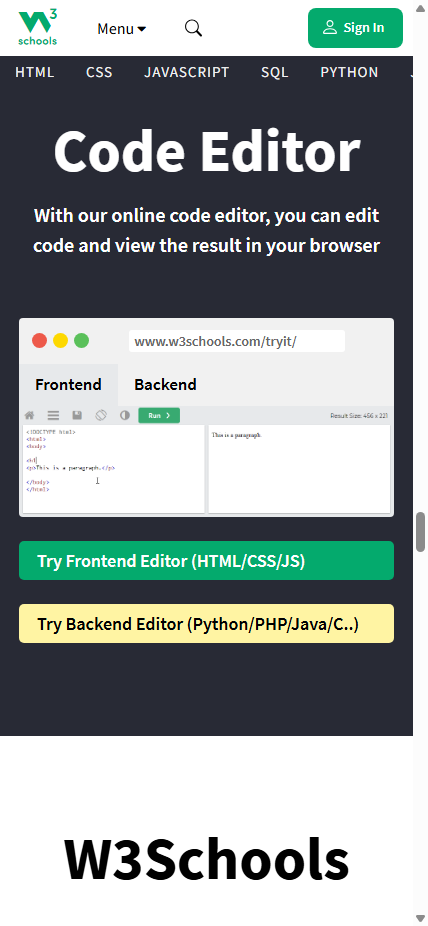 W3
schools
Menu
Sign In
HTML CSS JAVASCRIPT SQL PYTHON
Code Editor
With our online code editor, you can edit
code and view the result in your browser
www.w3schools.com/tryit/
Frontend Backend
Run Result Size: 456 x 221
<!DOCTYPE html>
<html>
<body>
<p>This is a paragraph.</p>
</body>
</html>
This is a paragraph.
Try Frontend Editor (HTML/CSS/JS)
Try Backend Editor (Python/PHP/Java/C..)
W3Schools